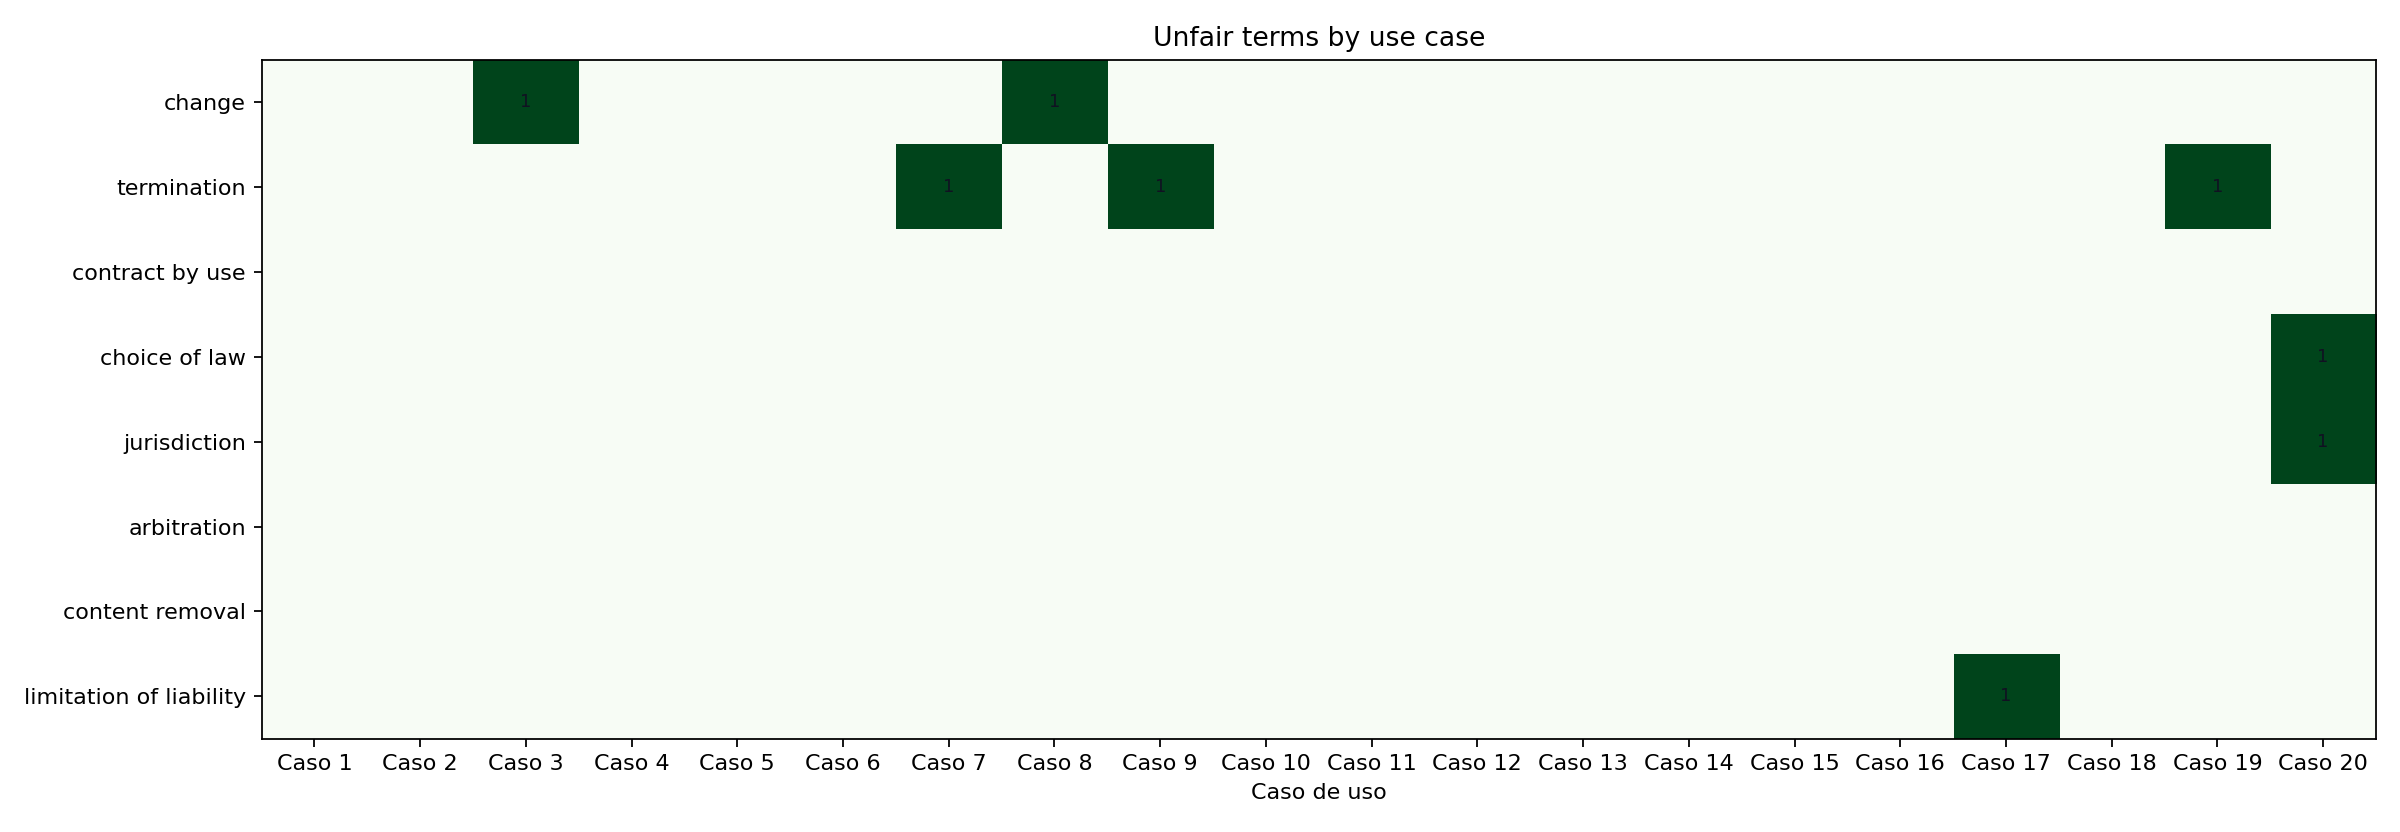 Unfair terms by use case
change 1 1
termination 1 1 1
contract by use
choice of law 1
jurisdiction 1
arbitration
content removal
limitation of liability 1
Caso 1 Caso 2 Caso 3 Caso 4 Caso 5 Caso 6 Caso 7 Caso 8 Caso 9 Caso 10 Caso 11 Caso 12 Caso 13 Caso 14 Caso 15 Caso 16 Caso 17 Caso 18 Caso 19 Caso 20
Caso de uso